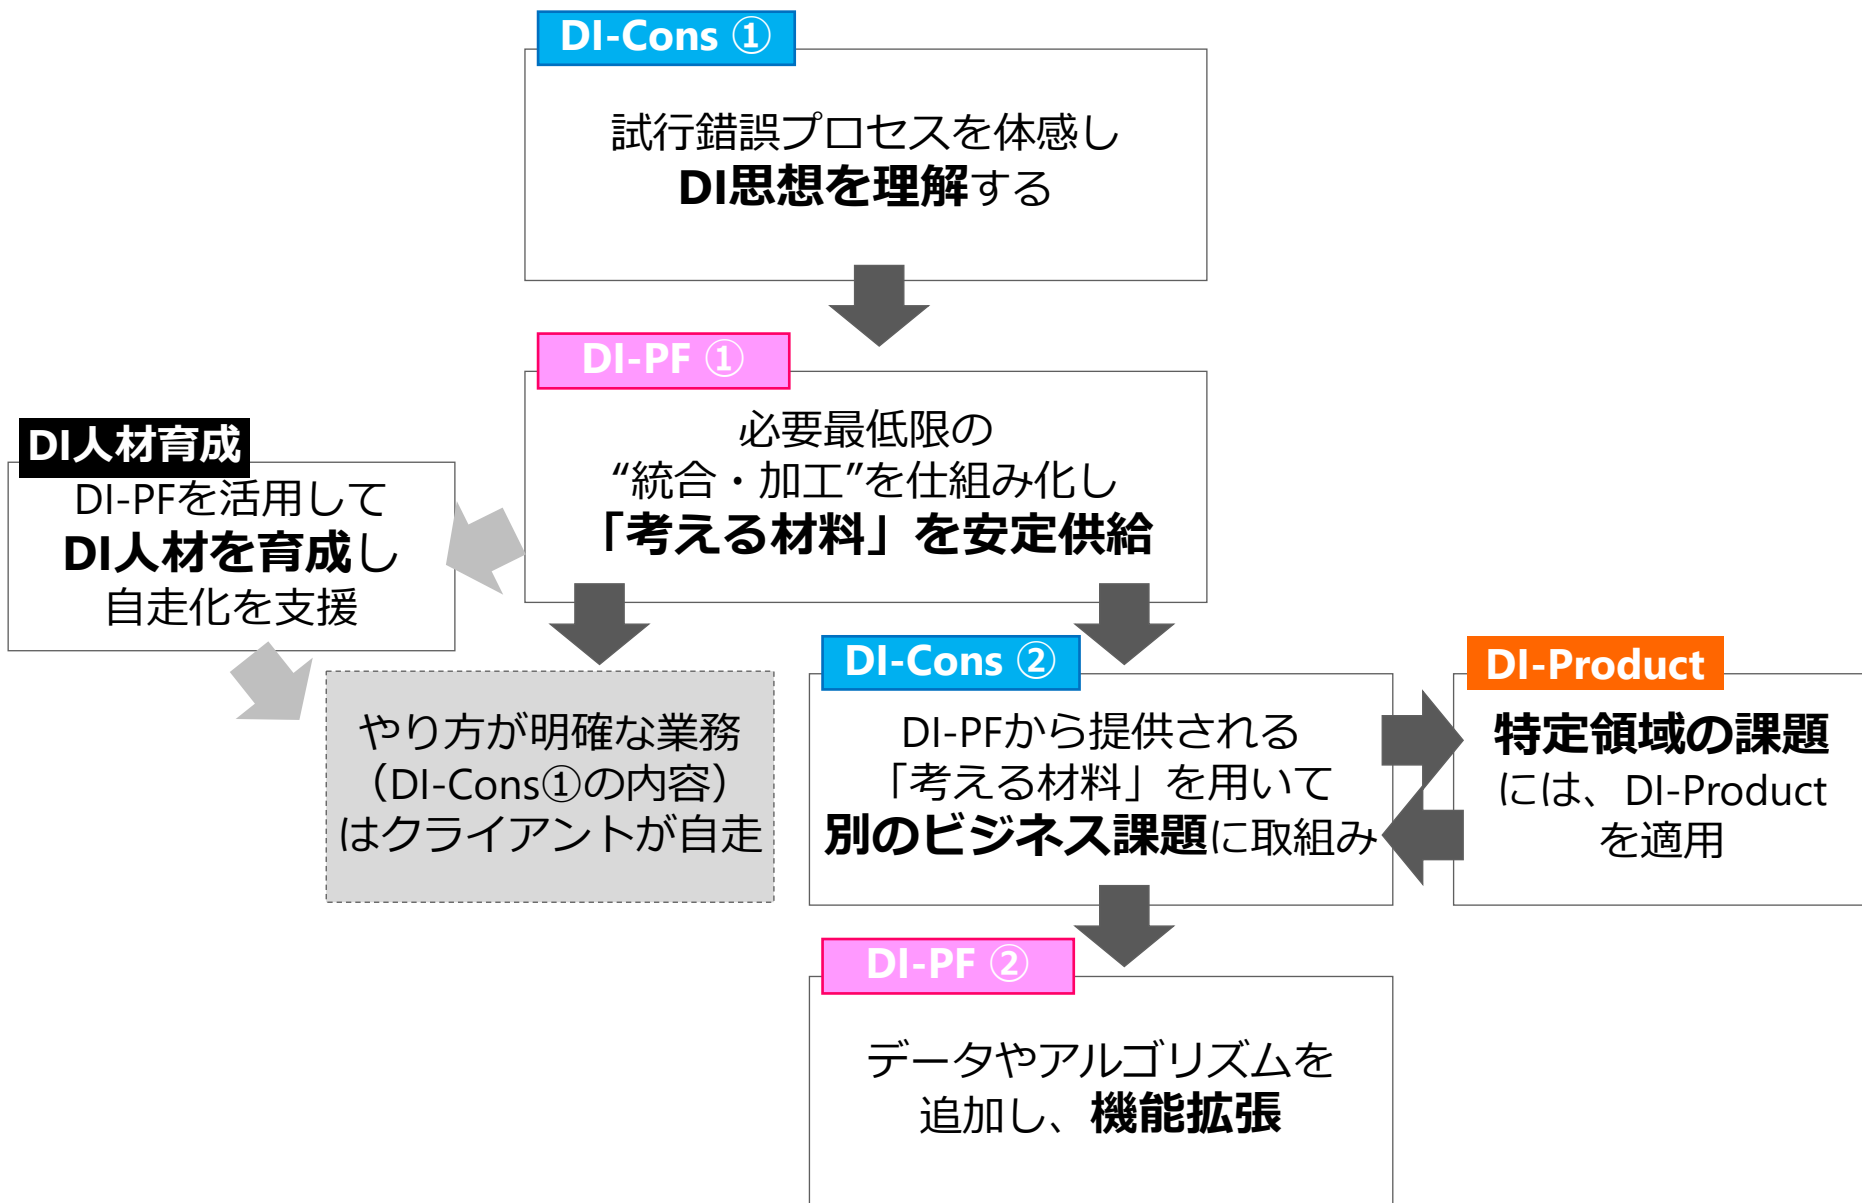 DI-Cons ①
試行錯誤プロセスを体感し
DI思想を理解する
DI-PF ①
必要最低限の
“統合・加工”を仕組み化し
「考える材料」を安定供給
DI人材育成
DI-PFを活用して
DI人材を育成し
自走化を支援
やり方が明確な業務
（DI-Cons①の内容）
はクライアントが自走
DI-Cons ②
DI-PFから提供される
「考える材料」を用いて
別のビジネス課題に取組み
DI-Product
特定領域の課題
には、DI-Product
を適用
DI-PF ②
データやアルゴリズムを
追加し、機能拡張